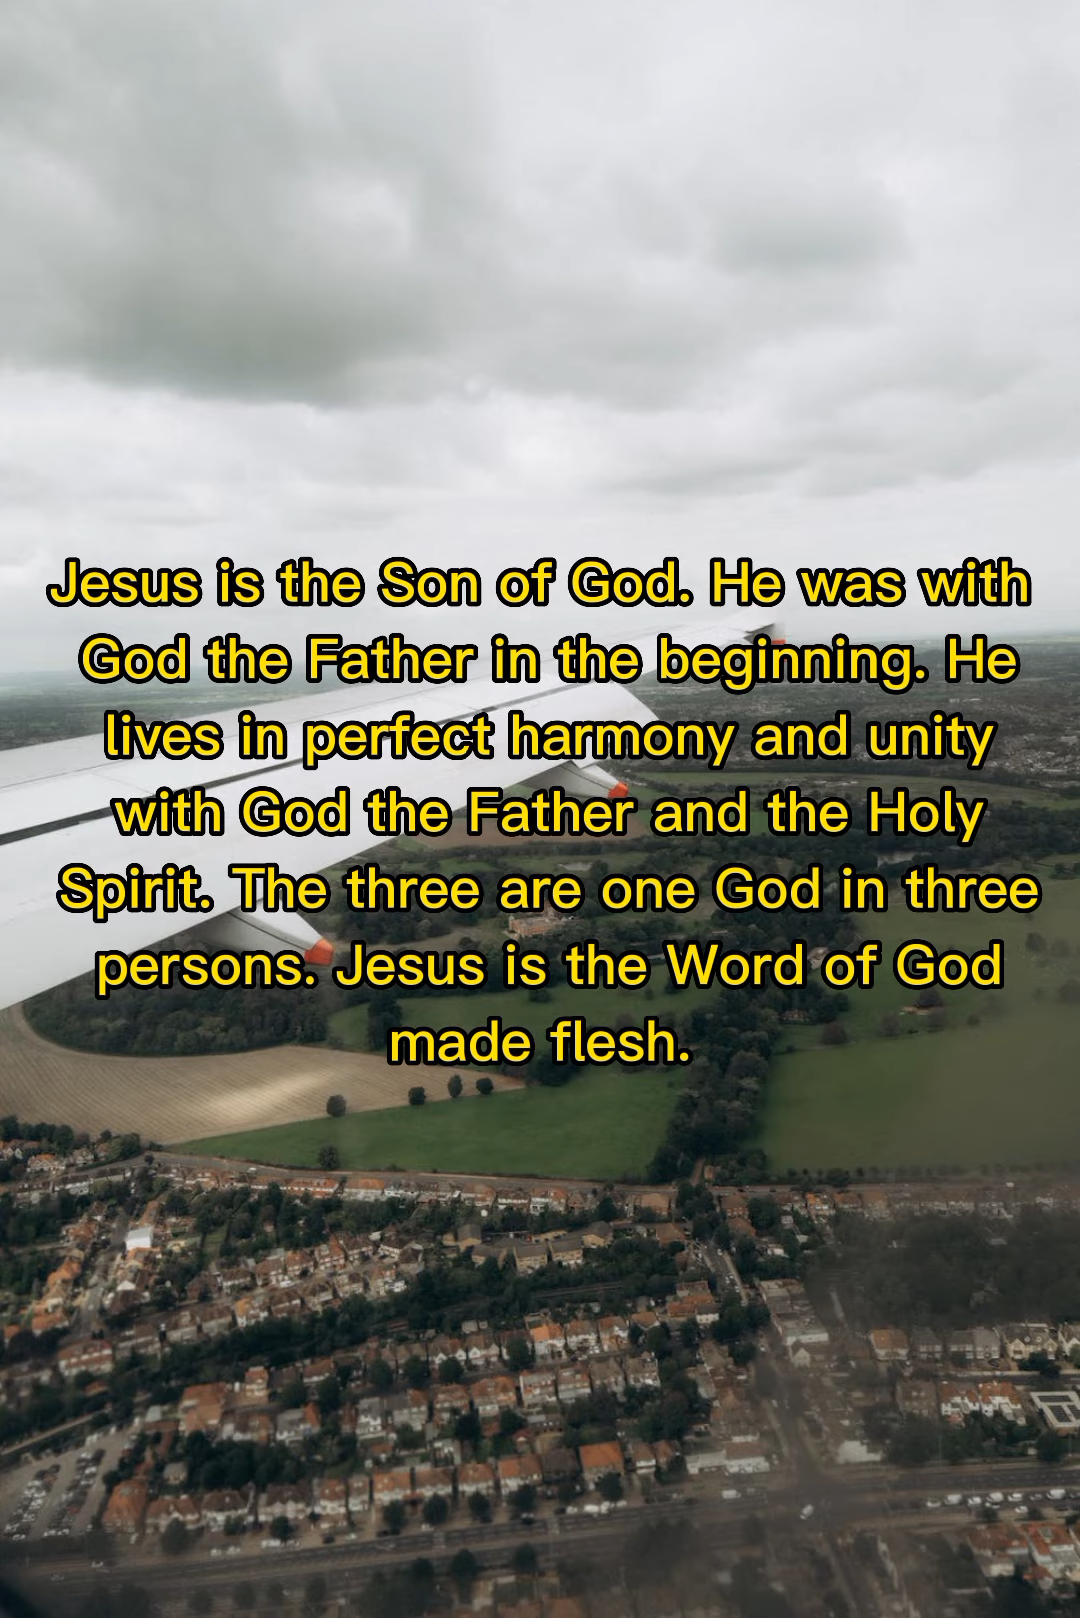 Jesus is the Son of God. He was with
God the Father in the beginning. He
lives in perfect harmony and unity
with God the Father and the Holy
Spirit. The three are one God in three
persons. Jesus is the Word of God
made flesh.